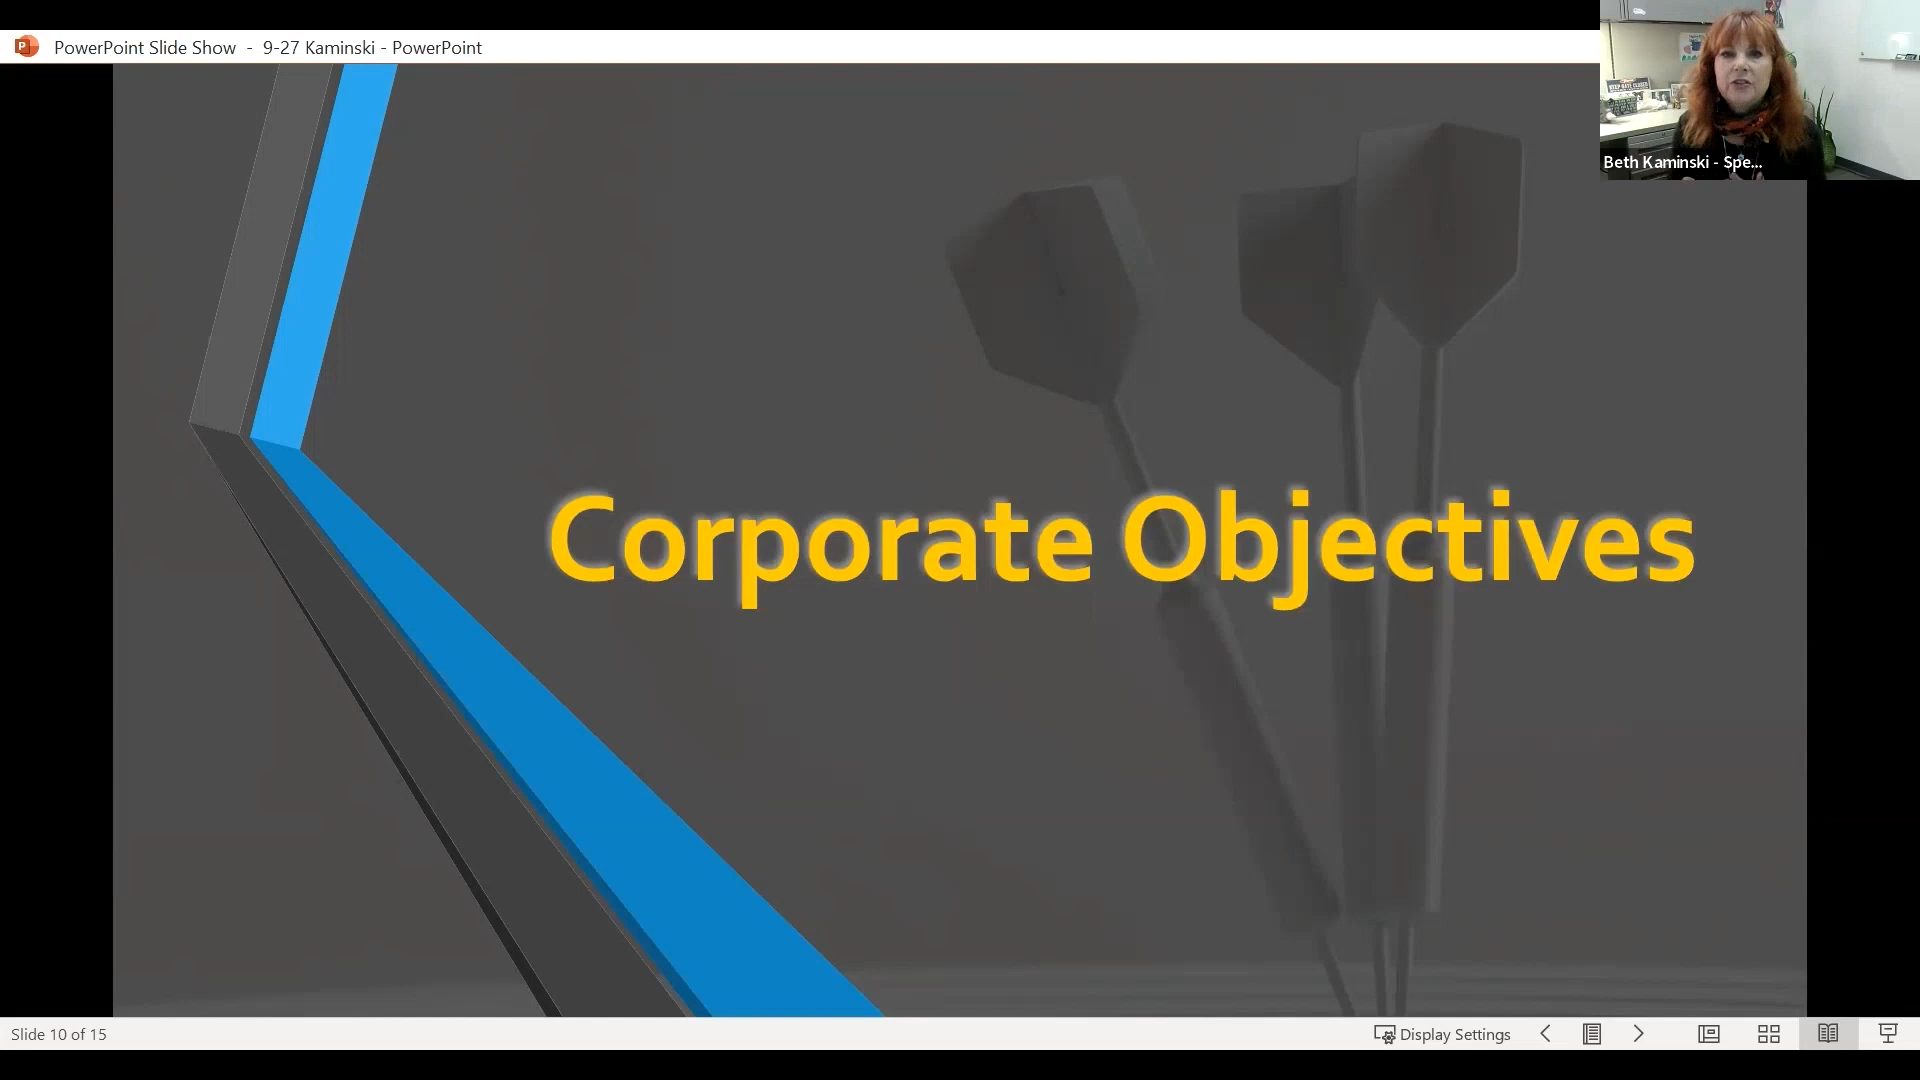 PowerPoint Slide Show - 9-27 Kaminski - PowerPoint
Beth Kaminski - Spe...
Corporate Objectives
Slide 10 of 15
Display Settings